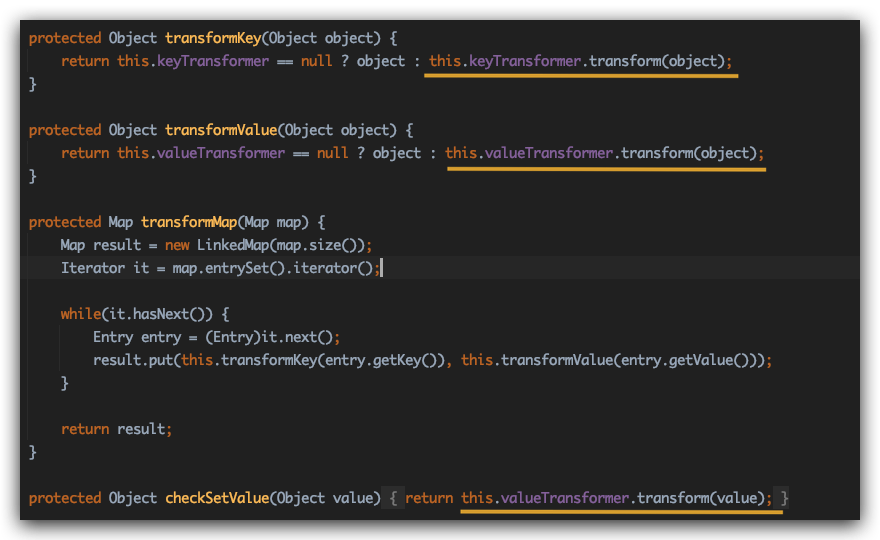 protected Object transformKey(Object object) {
return this.keyTransformer == null ? object : this.keyTransformer.transform(object);
}
protected Object transformValue(Object object) {
return this.valueTransformer == null ? object : this.valueTransformer.transform(object);
}
protected Map transformMap(Map map) {
Map result = new LinkedMap(map.size());
Iterator it = map.entrySet().iterator();
while(it.hasNext()) {
Entry entry = (Entry)it.next();
result.put(this.transformKey(entry.getKey()), this.transformValue(entry.getValue()));
}
return result;
}
protected Object checkSetValue(Object value) { return this.valueTransformer.transform(value); }